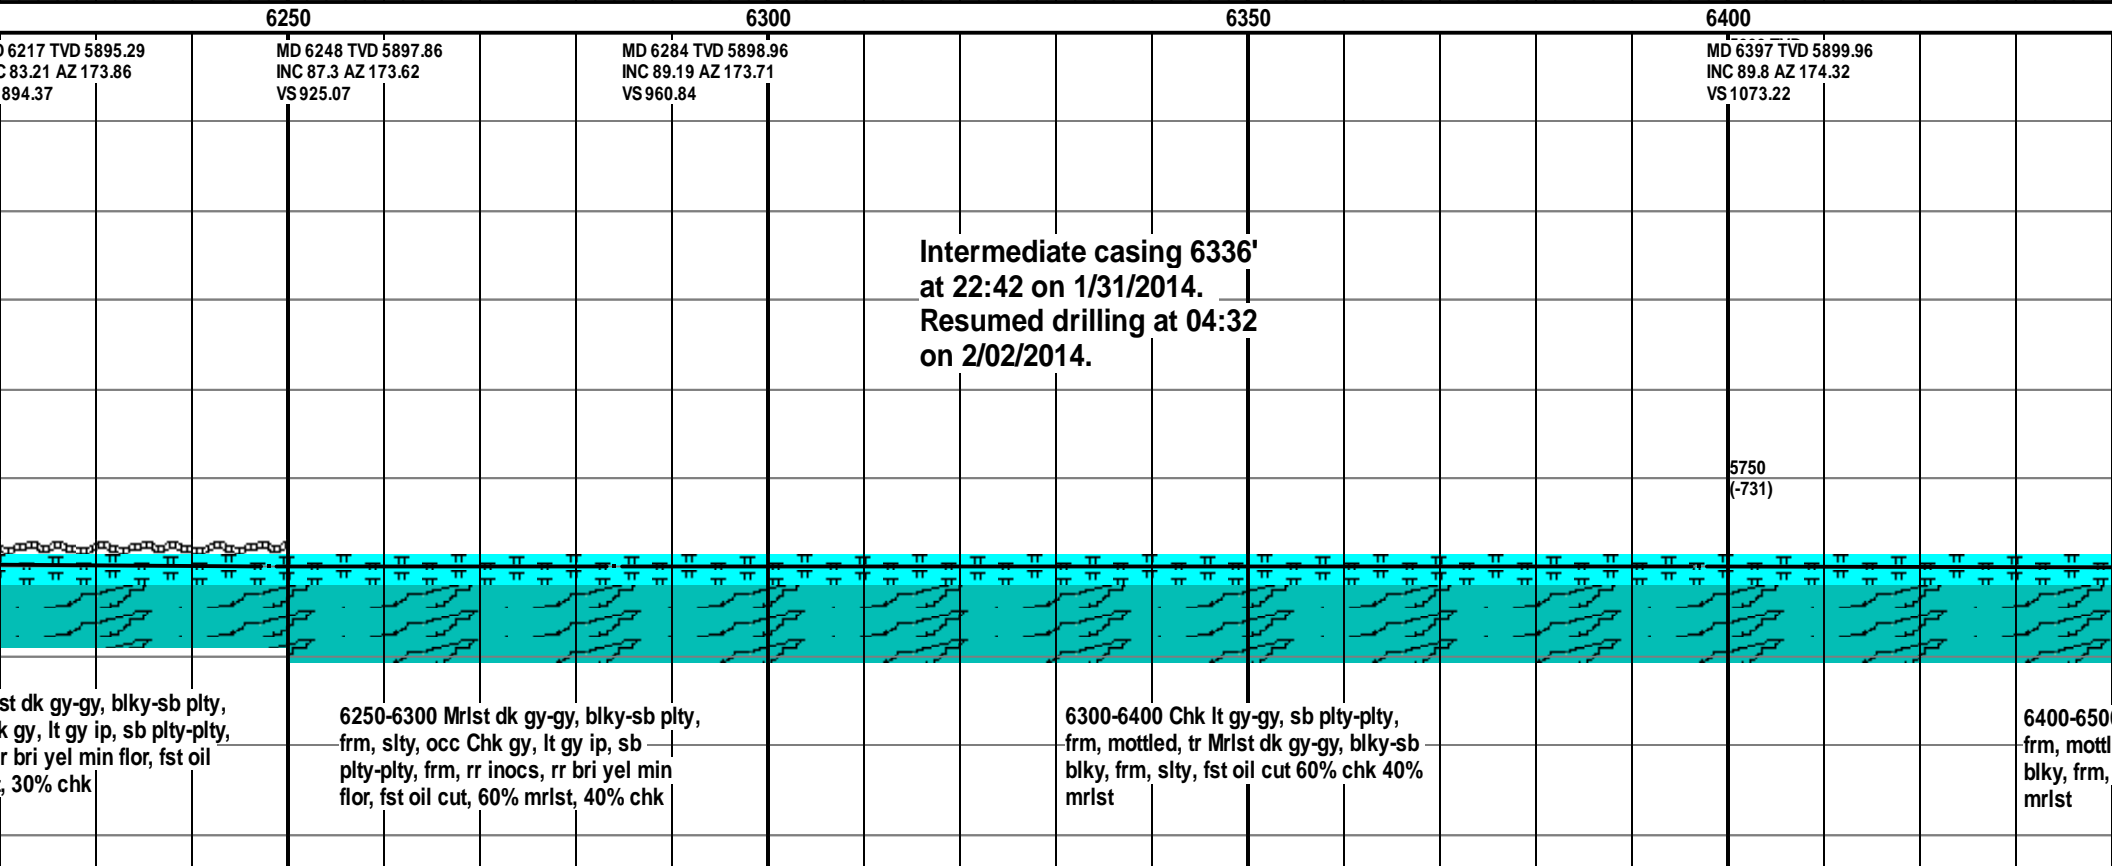 6250 6300 6350 6400
6217 TVD 5895.29
83.21 AZ 173.86
894.37
MD 6248 TVD 5897.86
INC 87.3 AZ 173.62
VS 925.07
MD 6284 TVD 5898.96
INC 89.19 AZ 173.71
VS 960.84
MD 6397 TVD 5899.96
INC 89.8 AZ 174.32
VS 1073.22
Intermediate casing 6336'
at 22:42 on 1/31/2014.
Resumed drilling at 04:32
on 2/02/2014.
5750
(-731)
st dk gy-gy, blky-sb plty,
k gy, lt gy ip, sb plty-plty,
r bri yel min flor, fst oil
, 30% chk
6250-6300 Mrlst dk gy-gy, blky-sb plty,
frm, slty, occ Chk gy, lt gy ip, sb
plty-plty, frm, rr inocs, rr bri yel min
flor, fst oil cut, 60% mrlst, 40% chk
6300-6400 Chk lt gy-gy, sb plty-plty,
frm, mottled, tr Mrlst dk gy-gy, blky-sb
blky, frm, slty, fst oil cut 60% chk 40%
mrlst
6400-650
frm, mottl
blky, frm,
mrlst